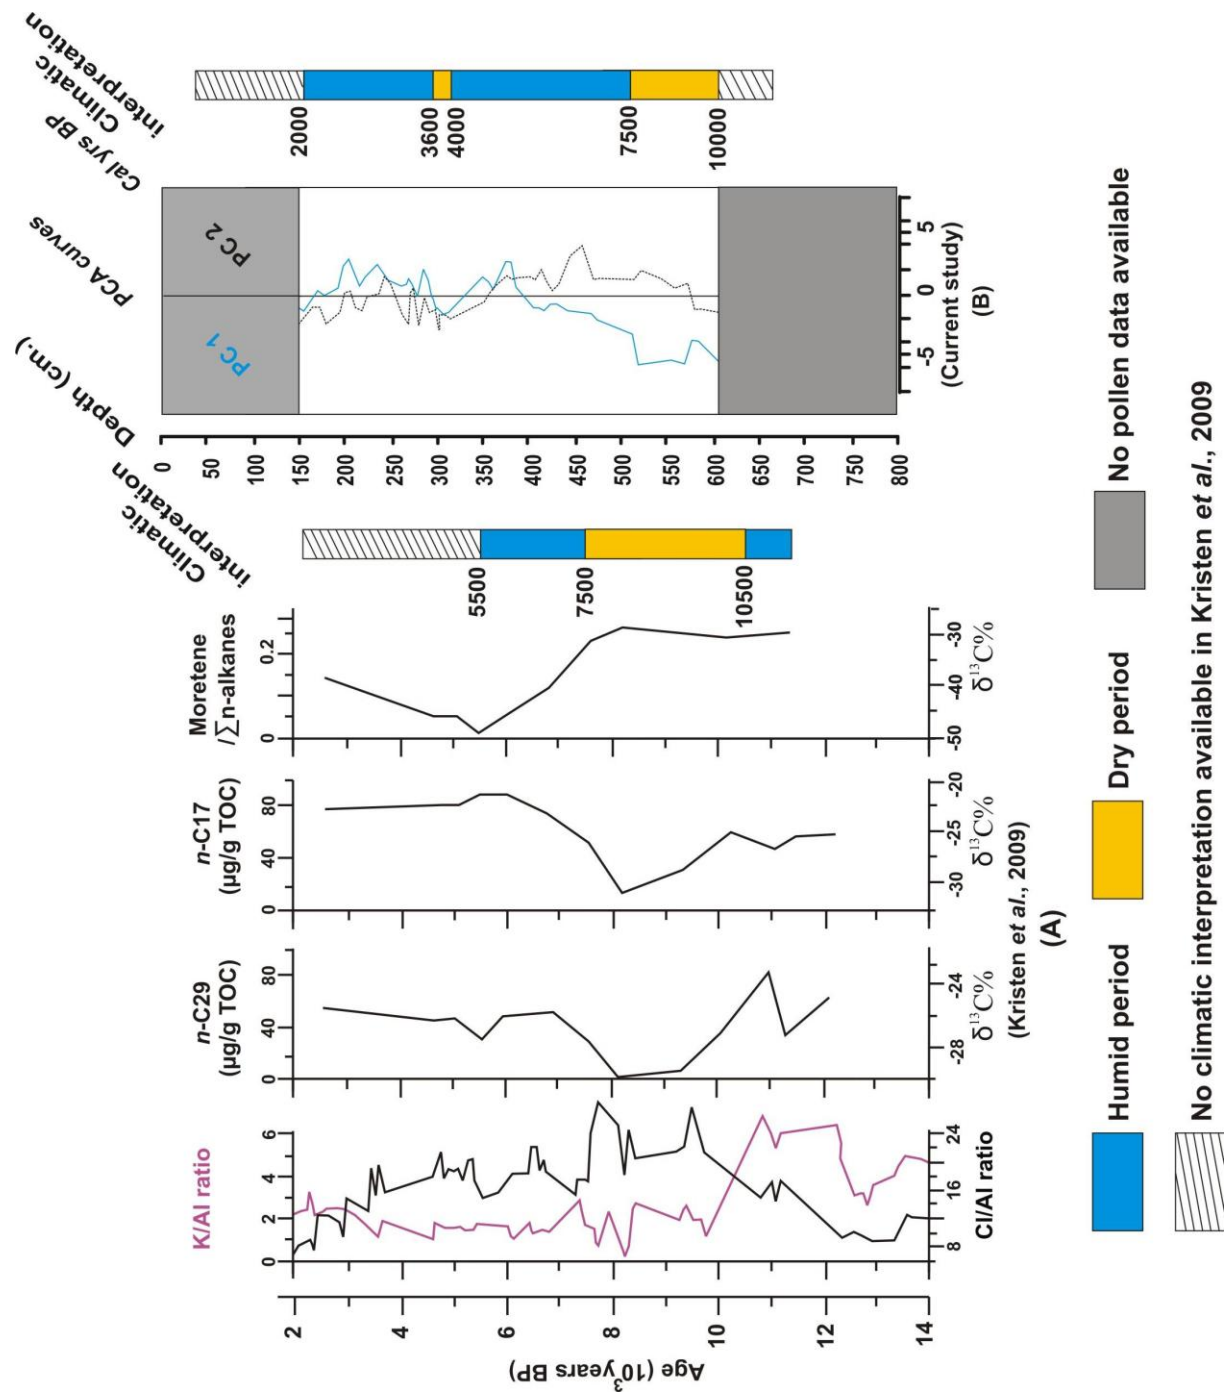 Age (10³years BP)
2
4
6
8
10
12
14
K/Al ratio
0
2
4
6
Cl/Al ratio
8
12
16
20
24
n-C29
(µg/g TOC)
0
40
80
-28
-24
δ¹³C%
n-C17
(µg/g TOC)
0
40
80
-30
-25
-20
δ¹³C%
Moretene
/∑n-alkanes
0
0.2
-50
-40
-30
δ¹³C%
(Kristen et al., 2009)
(A)
Climatic
interpretation
5500
7500
10500
Depth (cm.)
0
50
100
150
200
250
300
350
400
450
500
550
600
650
700
750
800
PCA curves
PC 1
PC 2
-5
0
5
(Current study)
(B)
Cal yrs BP
Climatic
interpretation
2000
3600
4000
7500
10000
Humid period
Dry period
No pollen data available
No climatic interpretation available in Kristen et al., 2009